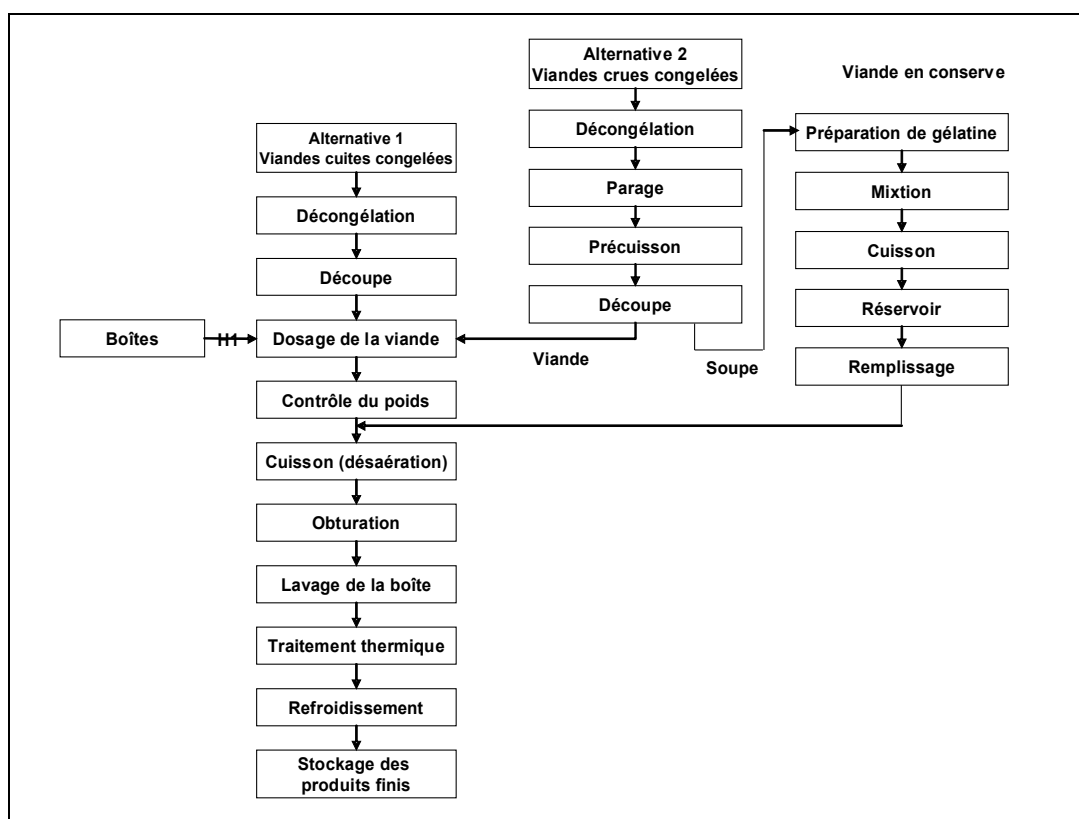 Alternative 2
Viandes crues congelées
Viande en conserve
Alternative 1
Viandes cuites congelées
Décongélation
Préparation de gélatine
Parage
Mixtion
Décongélation
Précuisson
Cuisson
Découpe
Découpe
Réservoir
Boîtes
H1
Dosage de la viande
Viande
Soupe
Remplissage
Contrôle du poids
Cuisson (désaération)
Obturation
Lavage de la boîte
Traitement thermique
Refroidissement
Stockage des
produits finis